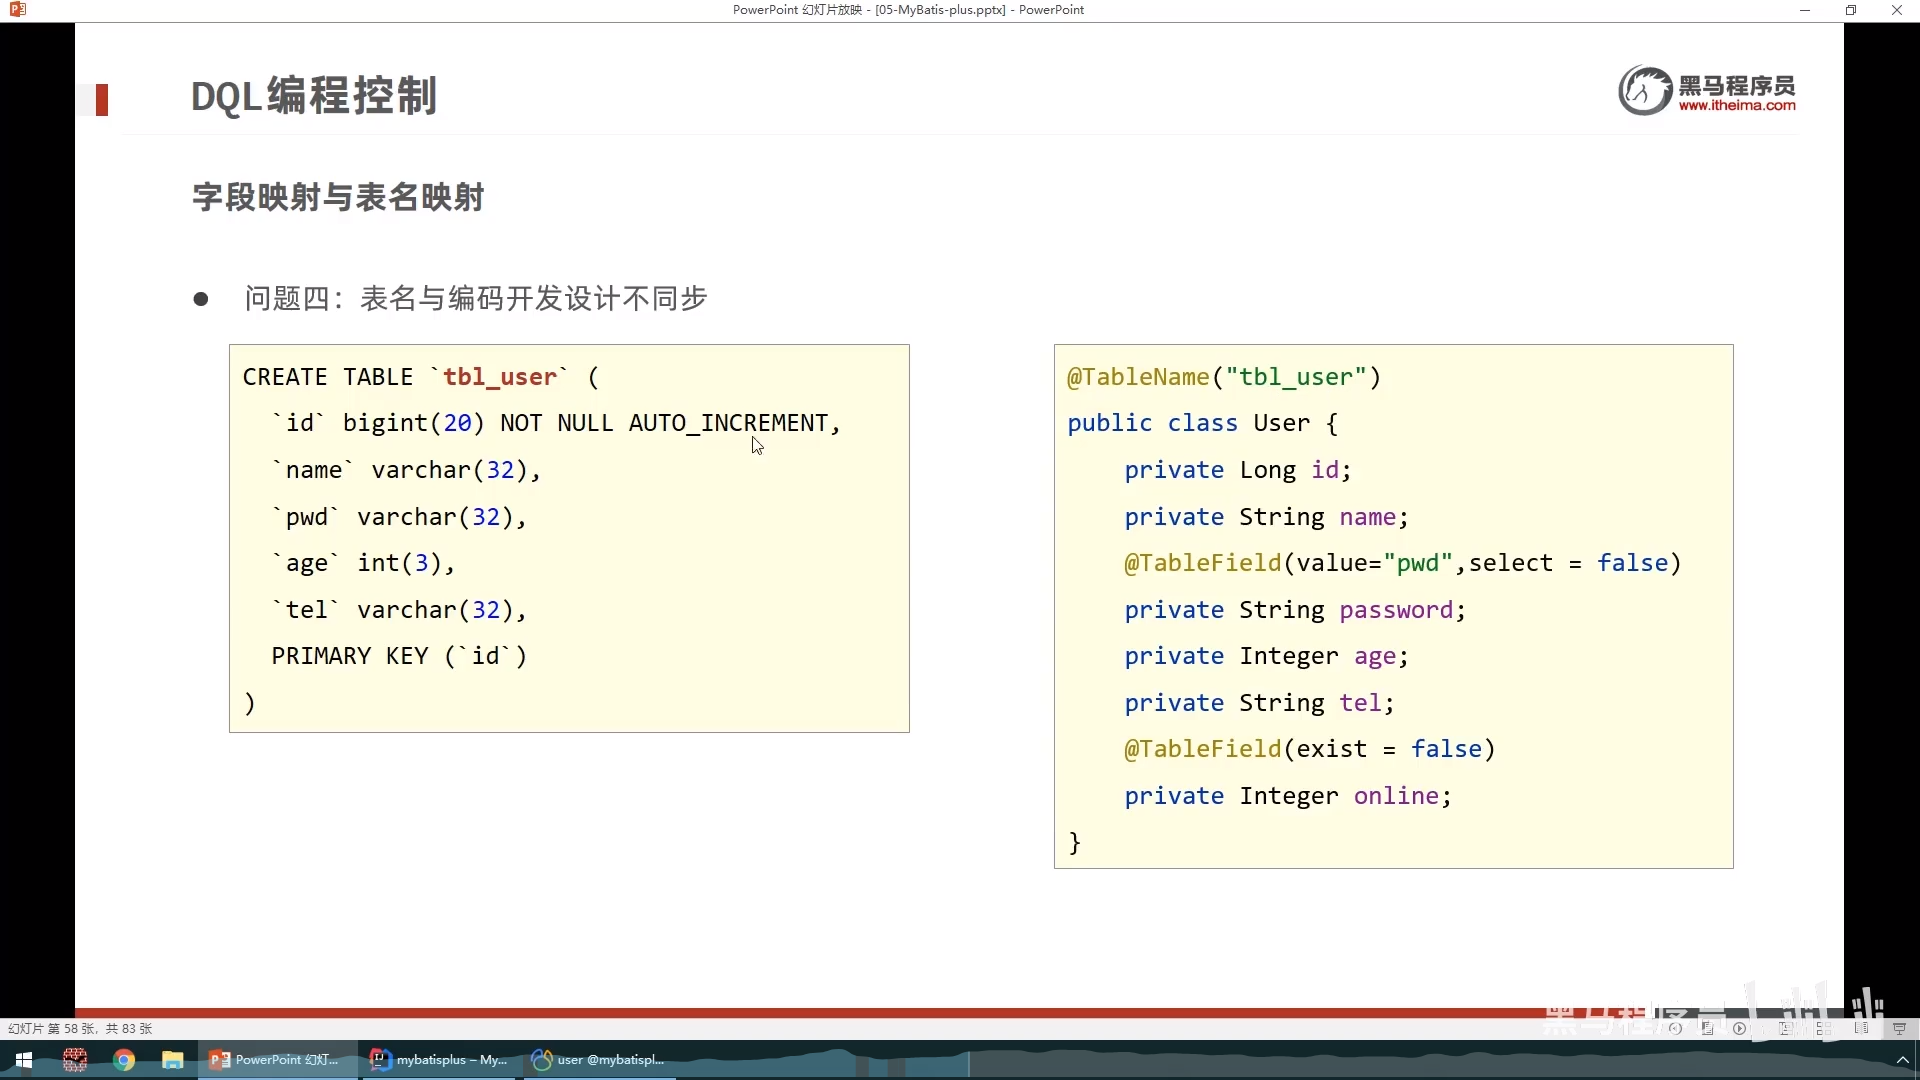 PowerPoint 幻灯片放映 - [05-MyBatis-plus.pptx] - PowerPoint
DQL编程控制
黑马程序员
www.itheima.com
字段映射与表名映射
● 问题四：表名与编码开发设计不同步
CREATE TABLE `tbl_user` (
`id` bigint(20) NOT NULL AUTO_INCREMENT,
`name` varchar(32),
`pwd` varchar(32),
`age` int(3),
`tel` varchar(32),
PRIMARY KEY (`id`)
)
@TableName("tbl_user")
public class User {
private Long id;
private String name;
@TableField(value="pwd",select = false)
private String password;
private Integer age;
private String tel;
@TableField(exist = false)
private Integer online;
}
黑马程序员
幻灯片 第 58 张，共 83 张
PowerPoint 幻灯...
mybatisplus – My...
user @mybatispl...